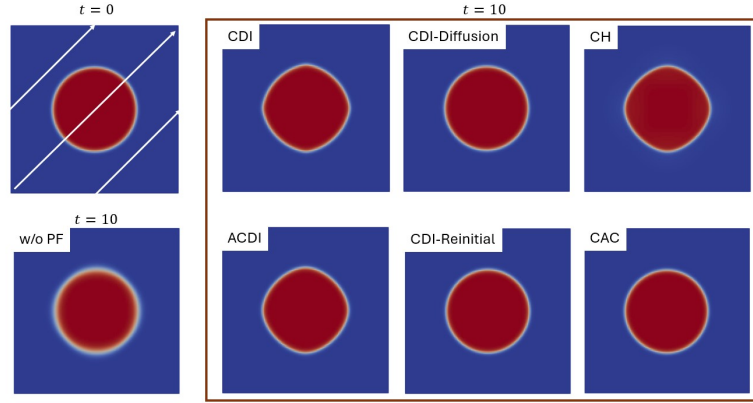 t = 0
t = 10
CDI
CDI-Diffusion
CH
t = 10
w/o PF
ACDI
CDI-Reinitial
CAC